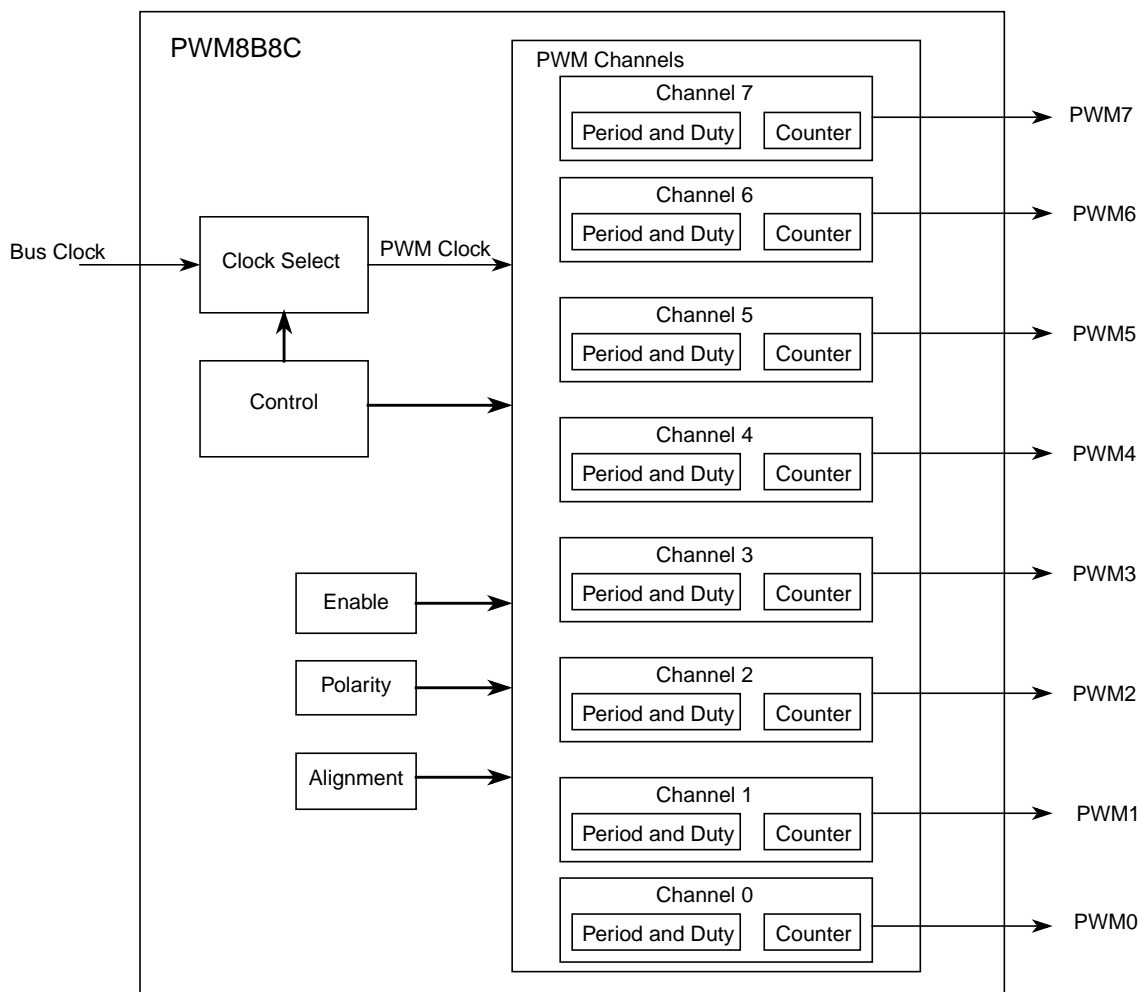 PWM8B8C
PWM Channels
Channel 7
Period and Duty Counter
PWM7
Channel 6
Period and Duty Counter
PWM6
Bus Clock
Clock Select
PWM Clock
Channel 5
Period and Duty Counter
PWM5
Control
Channel 4
Period and Duty Counter
PWM4
Channel 3
Period and Duty Counter
PWM3
Enable
Polarity
Channel 2
Period and Duty Counter
PWM2
Alignment
Channel 1
Period and Duty Counter
PWM1
Channel 0
Period and Duty Counter
PWM0